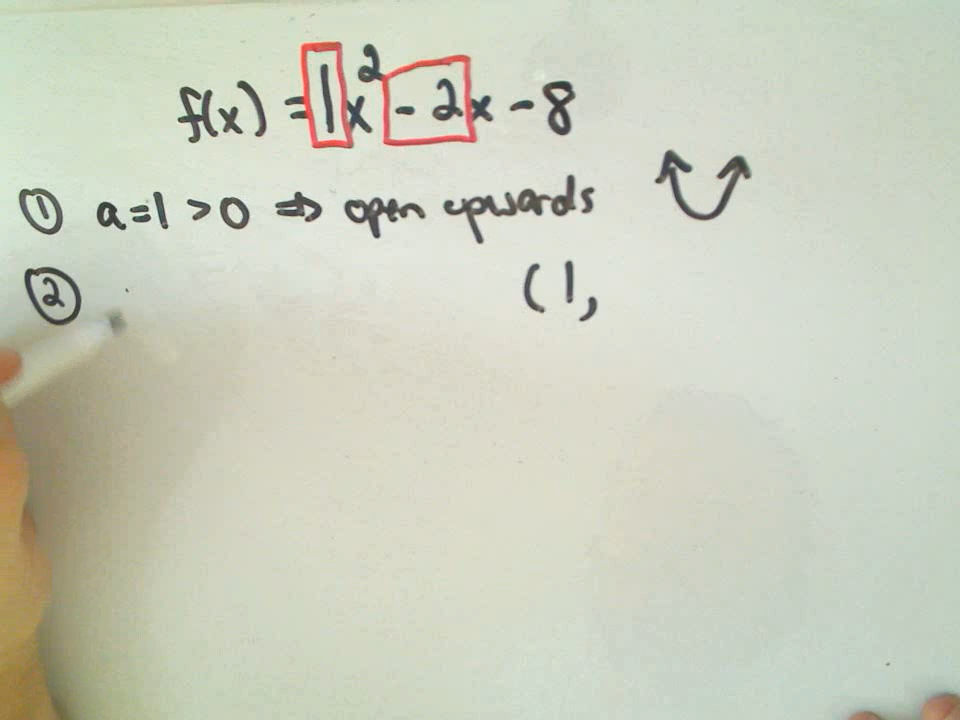 f(x) = 1x² - 2x - 8
① a=1 > 0 ⇒ open upwards
② (1,